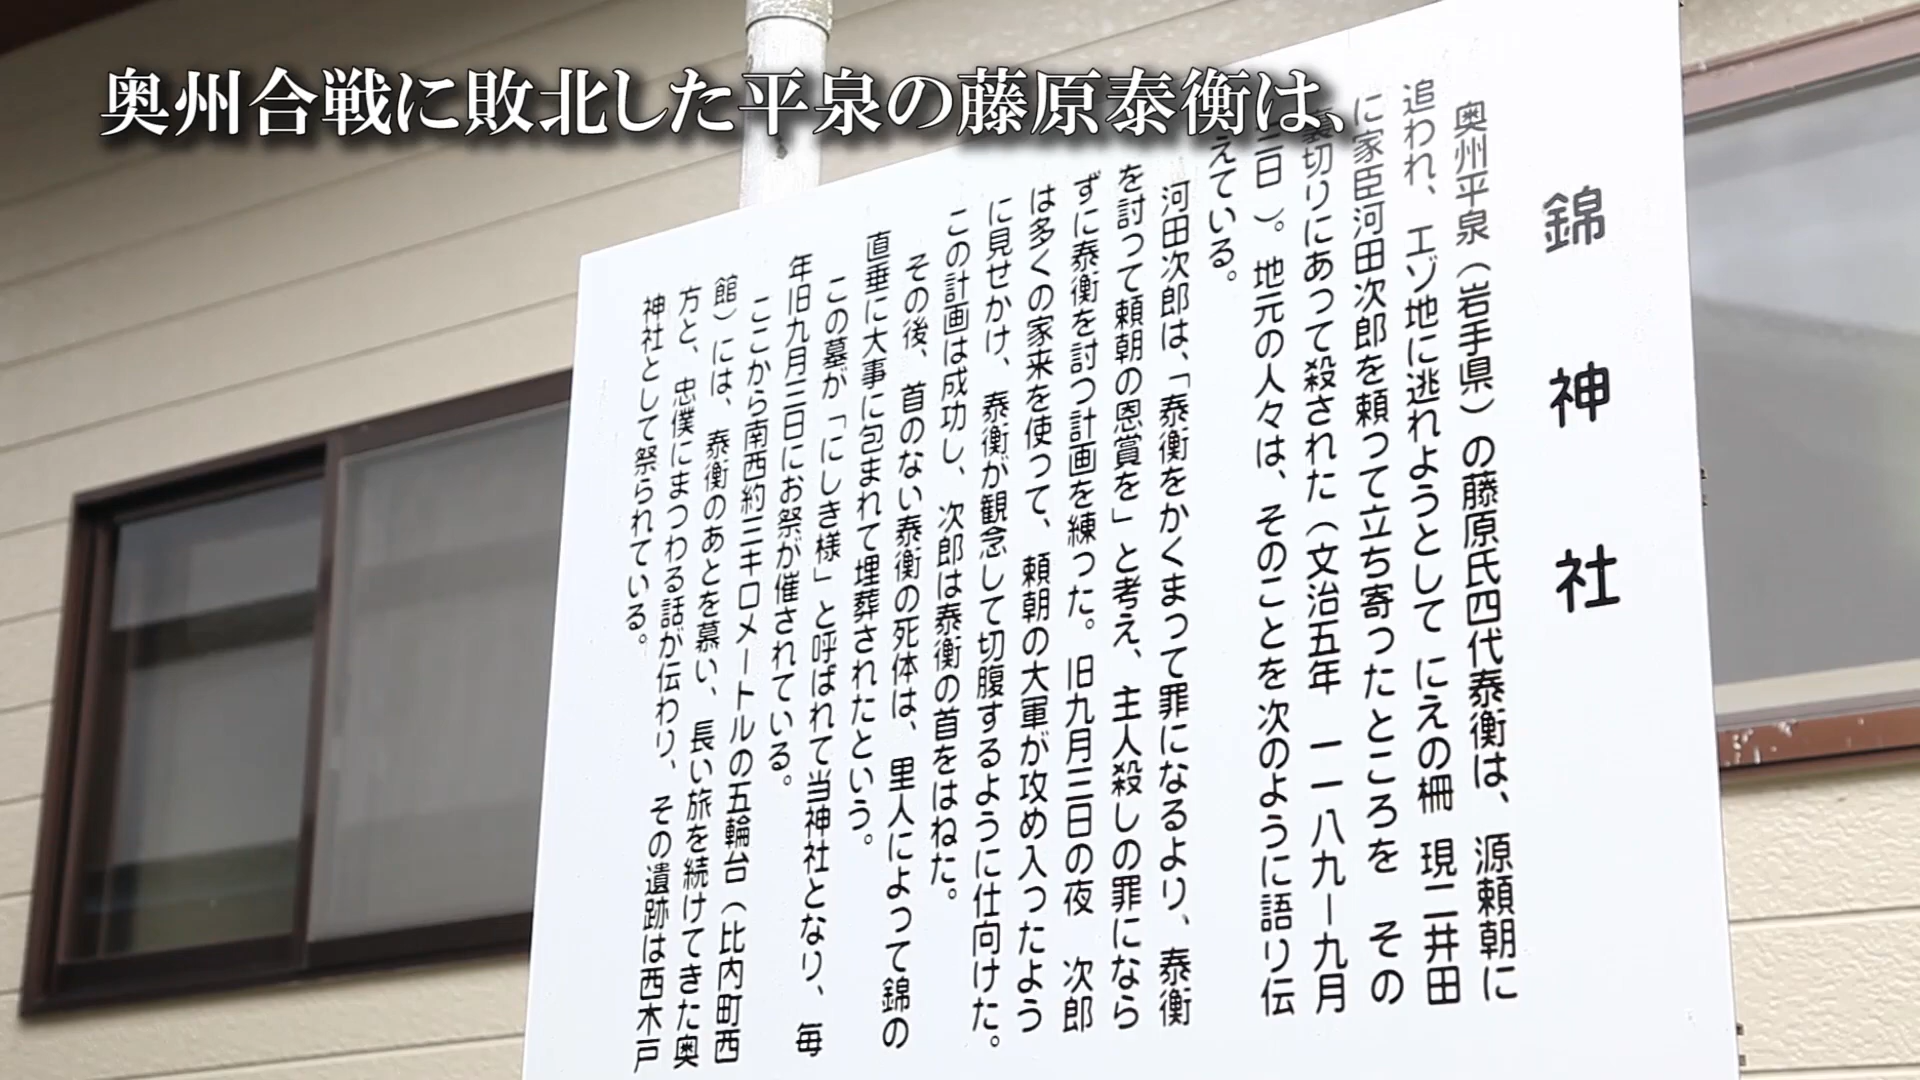 奥州合戦に敗北した平泉の藤原泰衡は、
錦神社
奥州平泉（岩手県）の藤原氏四代泰衡は、源頼朝に
追われ、エゾ地に逃れようとして にえの柵 現二井田
に家臣河田次郎を頼って立ち寄ったところを その
裏切りにあって殺された（文治五年 一一八九ー九月
三日）。地元の人々は、そのことを次のように語り伝
えている。
河田次郎は、「泰衡をかくまって罪になるより、泰衡
を討って頼朝の恩賞を」と考え、主人殺しの罪になら
ずに泰衡を討つ計画を練った。旧九月三日の夜 次郎
は多くの家来を使って、頼朝の大軍が攻め入ったよう
に見せかけ、泰衡が観念して切腹するように仕向けた。
この計画は成功し、次郎は泰衡の首をはねた。
その後、首のない泰衡の死体は、里人によって錦の
直垂に大事に包まれて埋葬されたという。
この墓が「にしき様」と呼ばれて当神社となり、毎
年旧九月三日にお祭が催されている。
ここから南西約三キロメートルの五輪台（比内町西
館）には、泰衡のあとを慕い、長い旅を続けてきた奥
方と、忠僕にまつわる話が伝わり、その遺跡は西木戸
神社として祭られている。